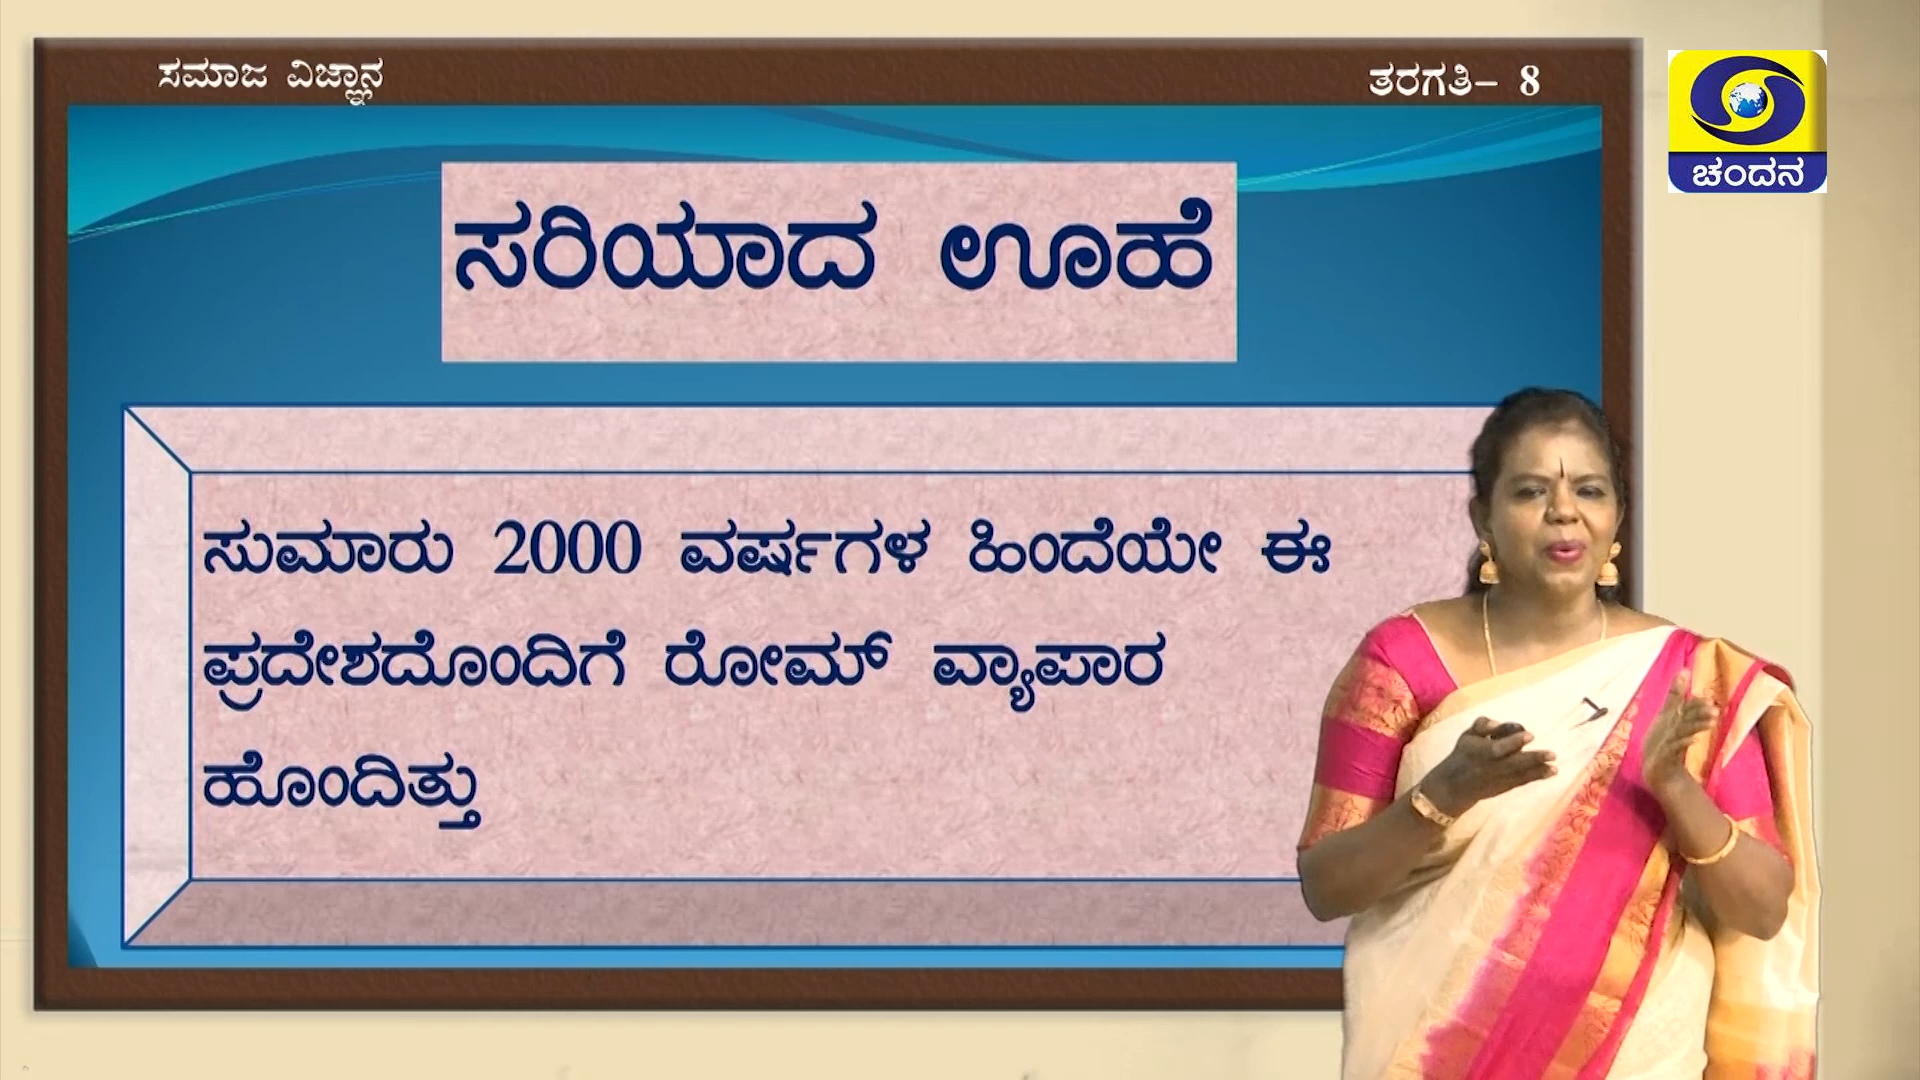 ಸಮಾಜ ವಿಜ್ಞಾನ
ತರಗತಿ– 8
ಚಂದನ
ಸರಿಯಾದ ಊಹೆ
ಸುಮಾರು 2000 ವರ್ಷಗಳ ಹಿಂದೆಯೇ ಈ
ಪ್ರದೇಶದೊಂದಿಗೆ ರೋಮ್ ವ್ಯಾಪಾರ
ಹೊಂದಿತ್ತು